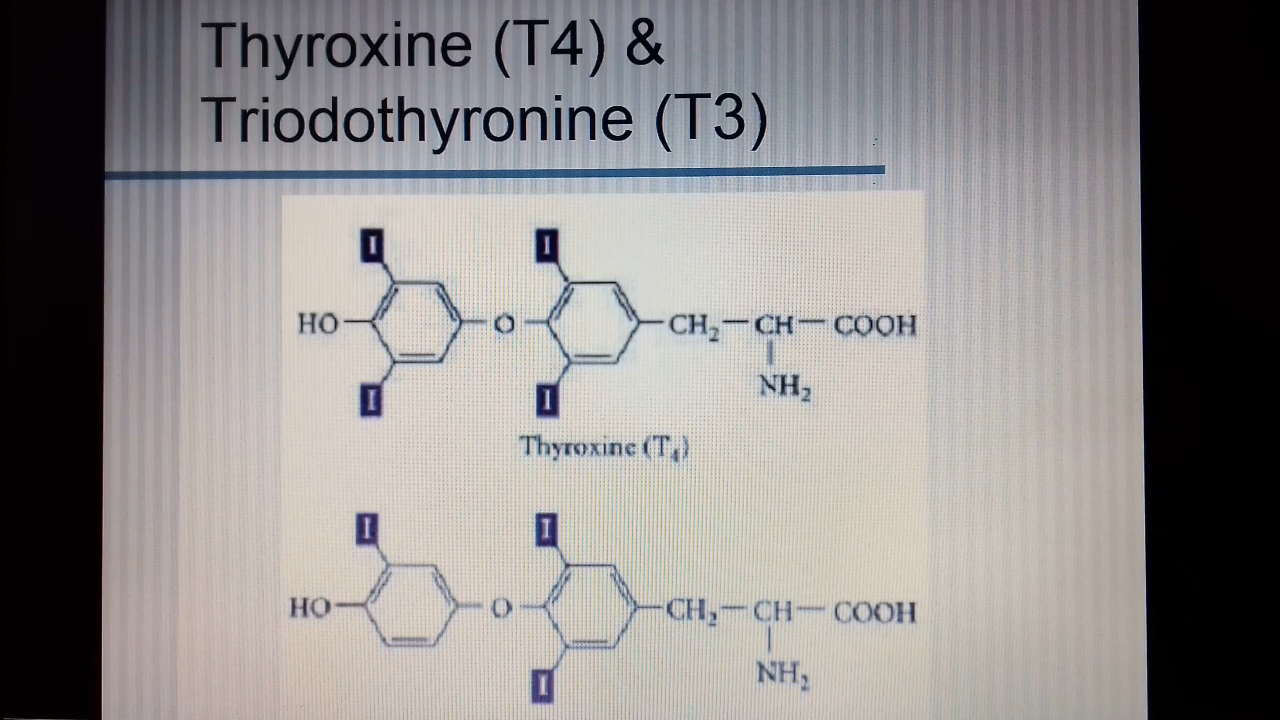 Thyroxine (T4) &
Triodothyronine (T3)
I I
HO O CH₂ CH COOH
I I NH₂
Thyroxine (T₄)
I I
HO O CH₂ CH COOH
I NH₂